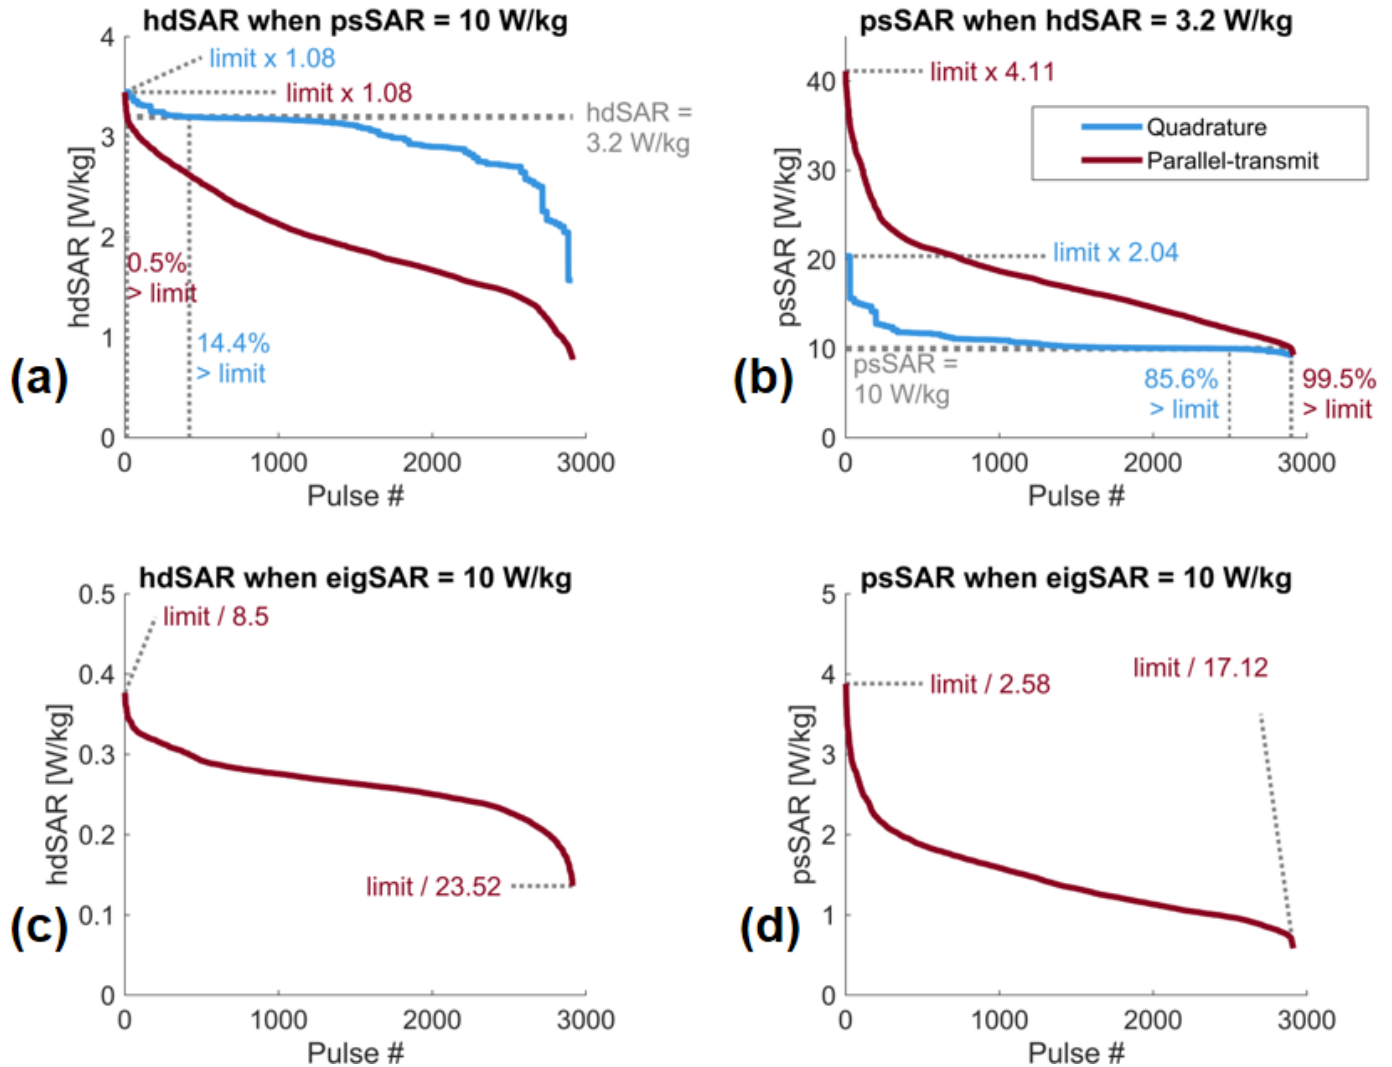 hdSAR when psSAR = 10 W/kg
4
3
2
1
0
hdSAR [W/kg]
limit x 1.08
limit x 1.08
hdSAR =
3.2 W/kg
0.5%
> limit
14.4%
> limit
(a)
0
1000
2000
3000
Pulse #
psSAR when hdSAR = 3.2 W/kg
40
30
20
10
0
psSAR [W/kg]
limit x 4.11
Quadrature
Parallel-transmit
limit x 2.04
psSAR =
10 W/kg
85.6%
> limit
99.5%
> limit
(b)
0
1000
2000
3000
Pulse #
hdSAR when eigSAR = 10 W/kg
0.5
0.4
0.3
0.2
0.1
0
hdSAR [W/kg]
limit / 8.5
limit / 23.52
(c)
0
1000
2000
3000
Pulse #
psSAR when eigSAR = 10 W/kg
5
4
3
2
1
0
psSAR [W/kg]
limit / 2.58
limit / 17.12
(d)
0
1000
2000
3000
Pulse #